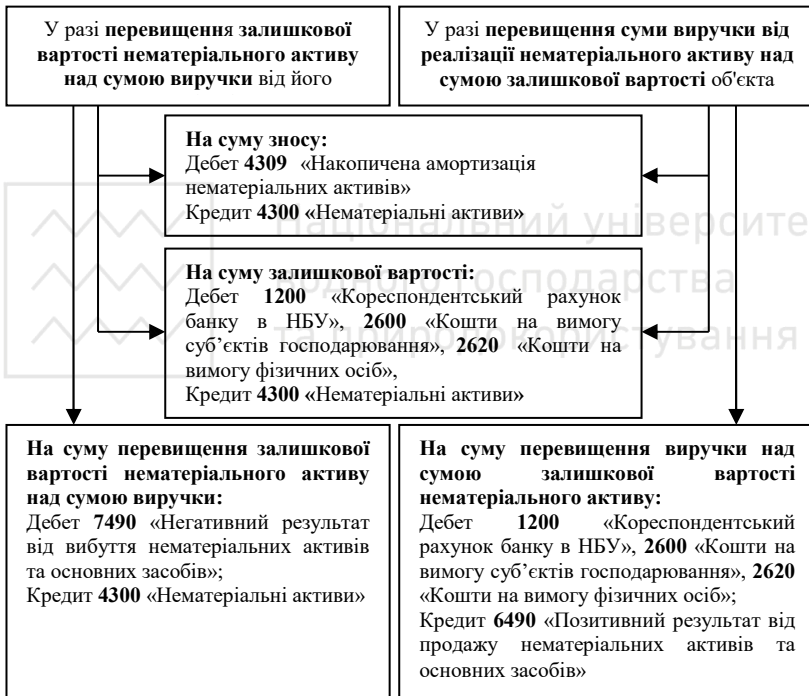 У разі перевищення залишкової
вартості нематеріального активу
над сумою виручки від його
У разі перевищення суми виручки від
реалізації нематеріального активу над
сумою залишкової вартості об'єкта
На суму зносу:
Дебет 4309 «Накопичена амортизація
нематеріальних активів»
Кредит 4300 «Нематеріальні активи»
На суму залишкової вартості:
Дебет 1200 «Кореспондентський рахунок
банку в НБУ», 2600 «Кошти на вимогу
суб’єктів господарювання», 2620 «Кошти на
вимогу фізичних осіб»,
Кредит 4300 «Нематеріальні активи»
На суму перевищення залишкової
вартості нематеріального активу
над сумою виручки:
Дебет 7490 «Негативний результат
від вибуття нематеріальних активів
та основних засобів»;
Кредит 4300 «Нематеріальні активи»
На суму перевищення виручки над
сумою залишкової вартості
нематеріального активу:
Дебет 1200 «Кореспондентський
рахунок банку в НБУ», 2600 «Кошти на
вимогу суб’єктів господарювання», 2620
«Кошти на вимогу фізичних осіб»;
Кредит 6490 «Позитивний результат від
продажу нематеріальних активів та
основних засобів»
Національний університе
водного господарства
та природокористування